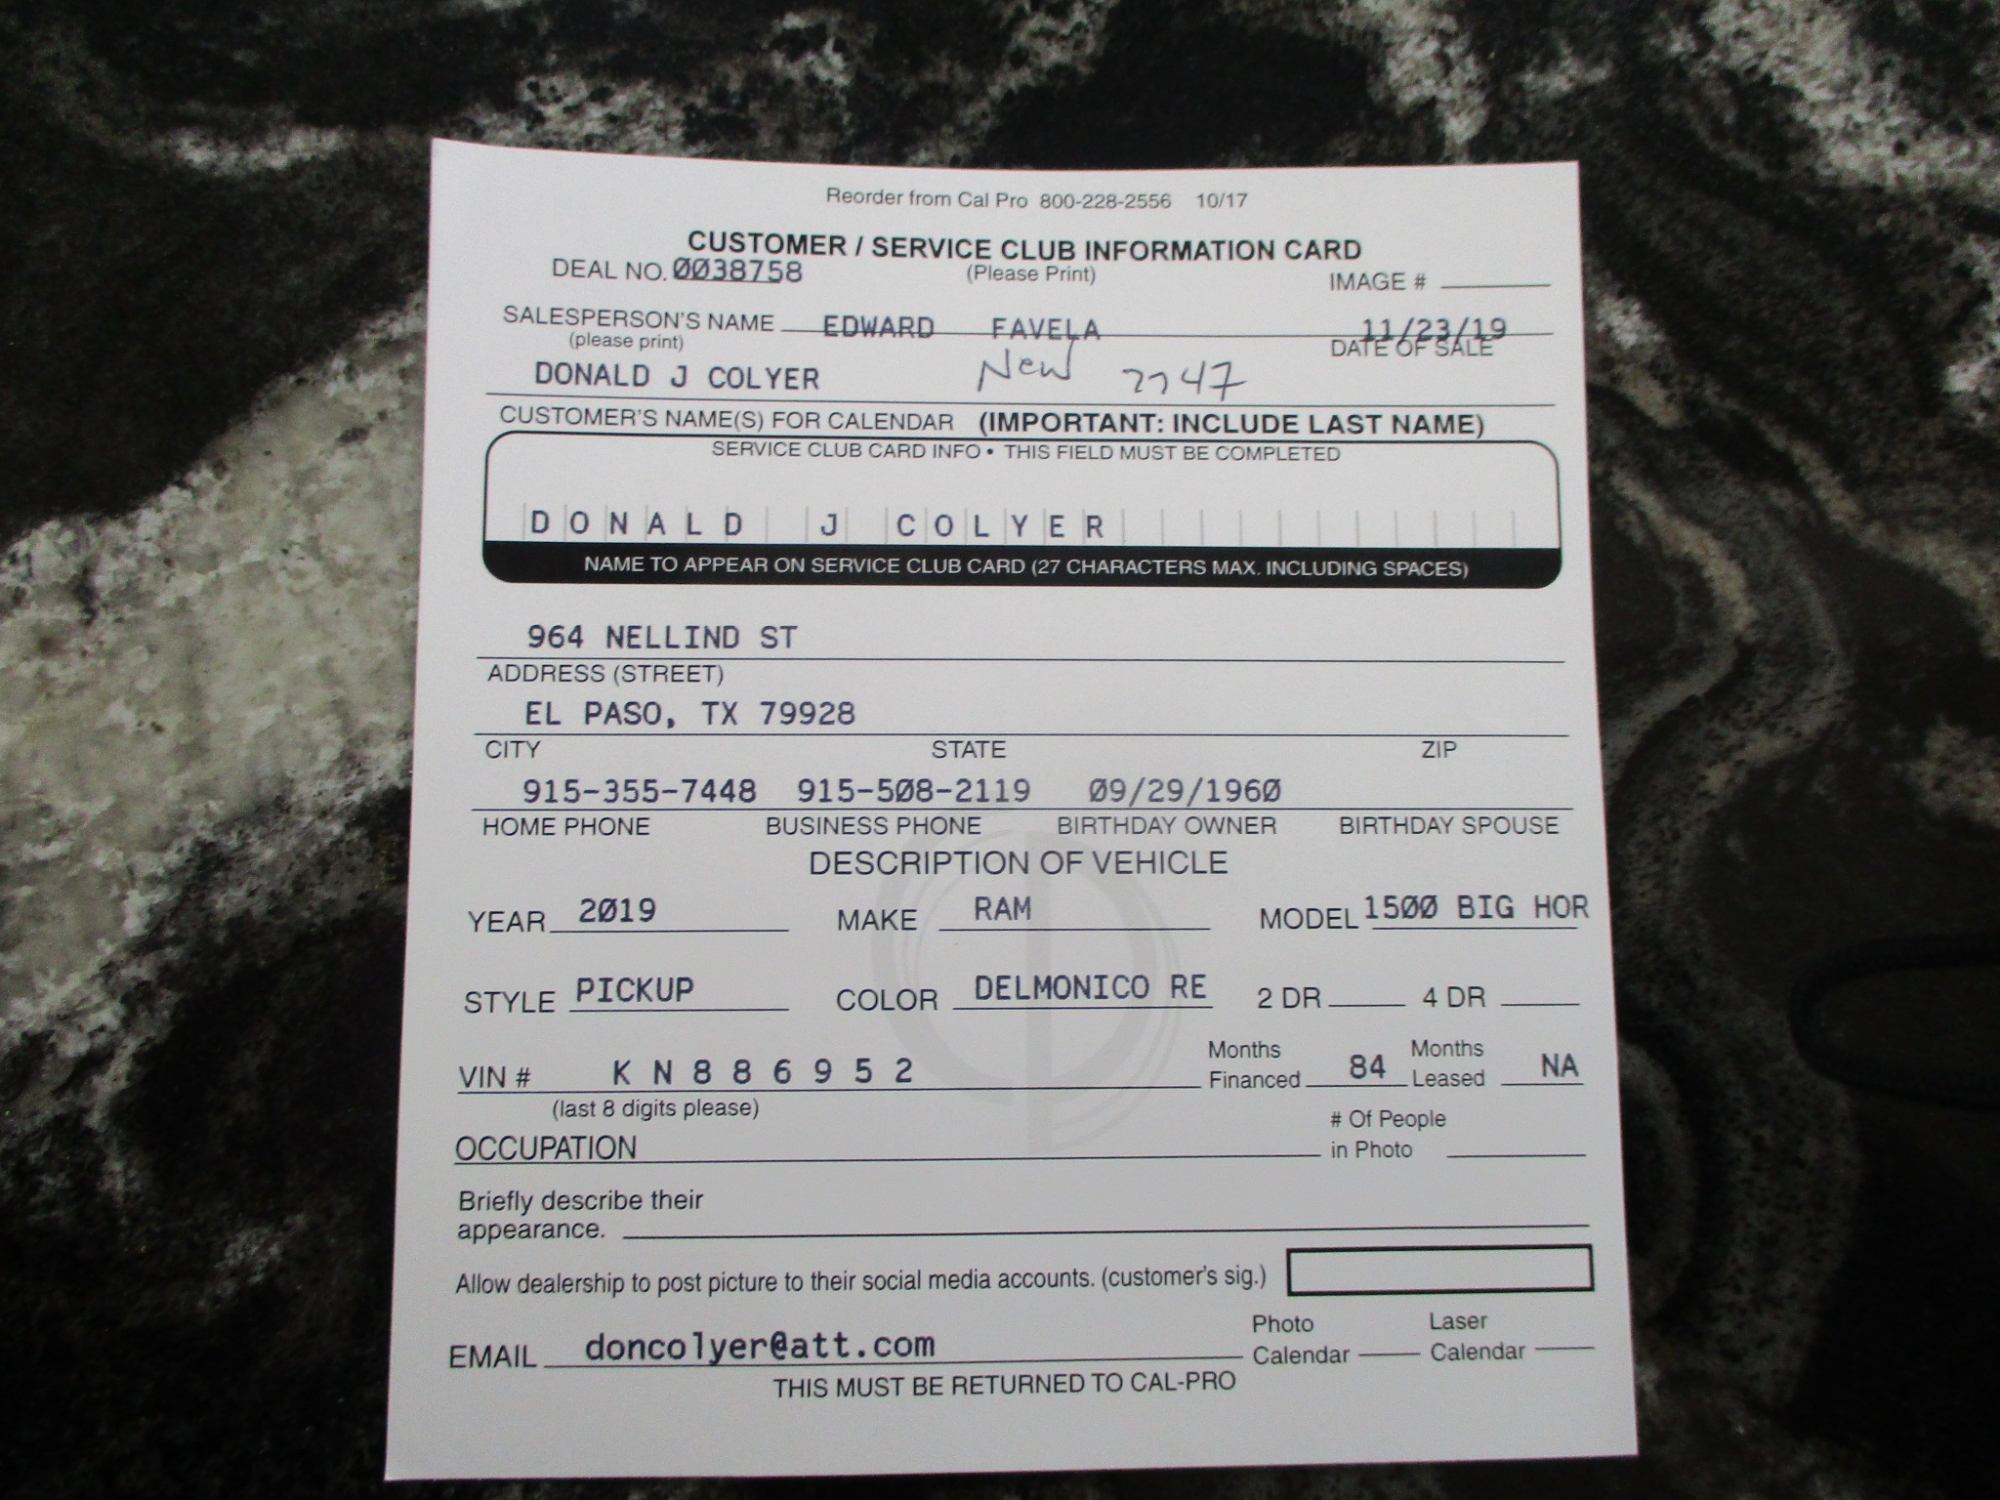 Reorder from Cal Pro 800-228-2556 10/17
CUSTOMER / SERVICE CLUB INFORMATION CARD
DEAL NO. 0038758 (Please Print) IMAGE #
SALESPERSON'S NAME EDWARD FAVELA 11/23/19
(please print) DATE OF SALE
DONALD J COLYER New 7747
CUSTOMER'S NAME(S) FOR CALENDAR (IMPORTANT: INCLUDE LAST NAME)
SERVICE CLUB CARD INFO • THIS FIELD MUST BE COMPLETED
DONALD J COLYER
NAME TO APPEAR ON SERVICE CLUB CARD (27 CHARACTERS MAX. INCLUDING SPACES)
964 NELLIND ST
ADDRESS (STREET)
EL PASO, TX 79928
CITY STATE ZIP
915-355-7448 915-508-2119 09/29/1960
HOME PHONE BUSINESS PHONE BIRTHDAY OWNER BIRTHDAY SPOUSE
DESCRIPTION OF VEHICLE
YEAR 2019 MAKE RAM MODEL 1500 BIG HOR
STYLE PICKUP COLOR DELMONICO RE 2 DR 4 DR
VIN # K N 8 8 6 9 5 2 Months Financed 84 Months Leased NA
(last 8 digits please)
OCCUPATION # Of People in Photo
Briefly describe their
appearance.
Allow dealership to post picture to their social media accounts. (customer's sig.)
EMAIL doncolyer@att.com Photo Calendar Laser Calendar
THIS MUST BE RETURNED TO CAL-PRO